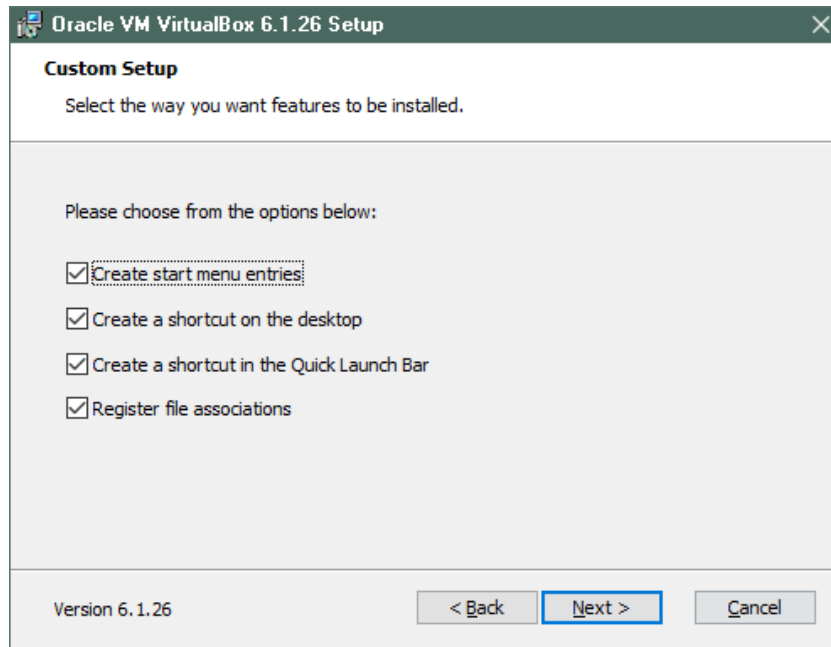 Oracle VM VirtualBox 6.1.26 Setup
Custom Setup
Select the way you want features to be installed.
Please choose from the options below:
Create start menu entries
Create a shortcut on the desktop
Create a shortcut in the Quick Launch Bar
Register file associations
Version 6.1.26
< Back
Next >
Cancel